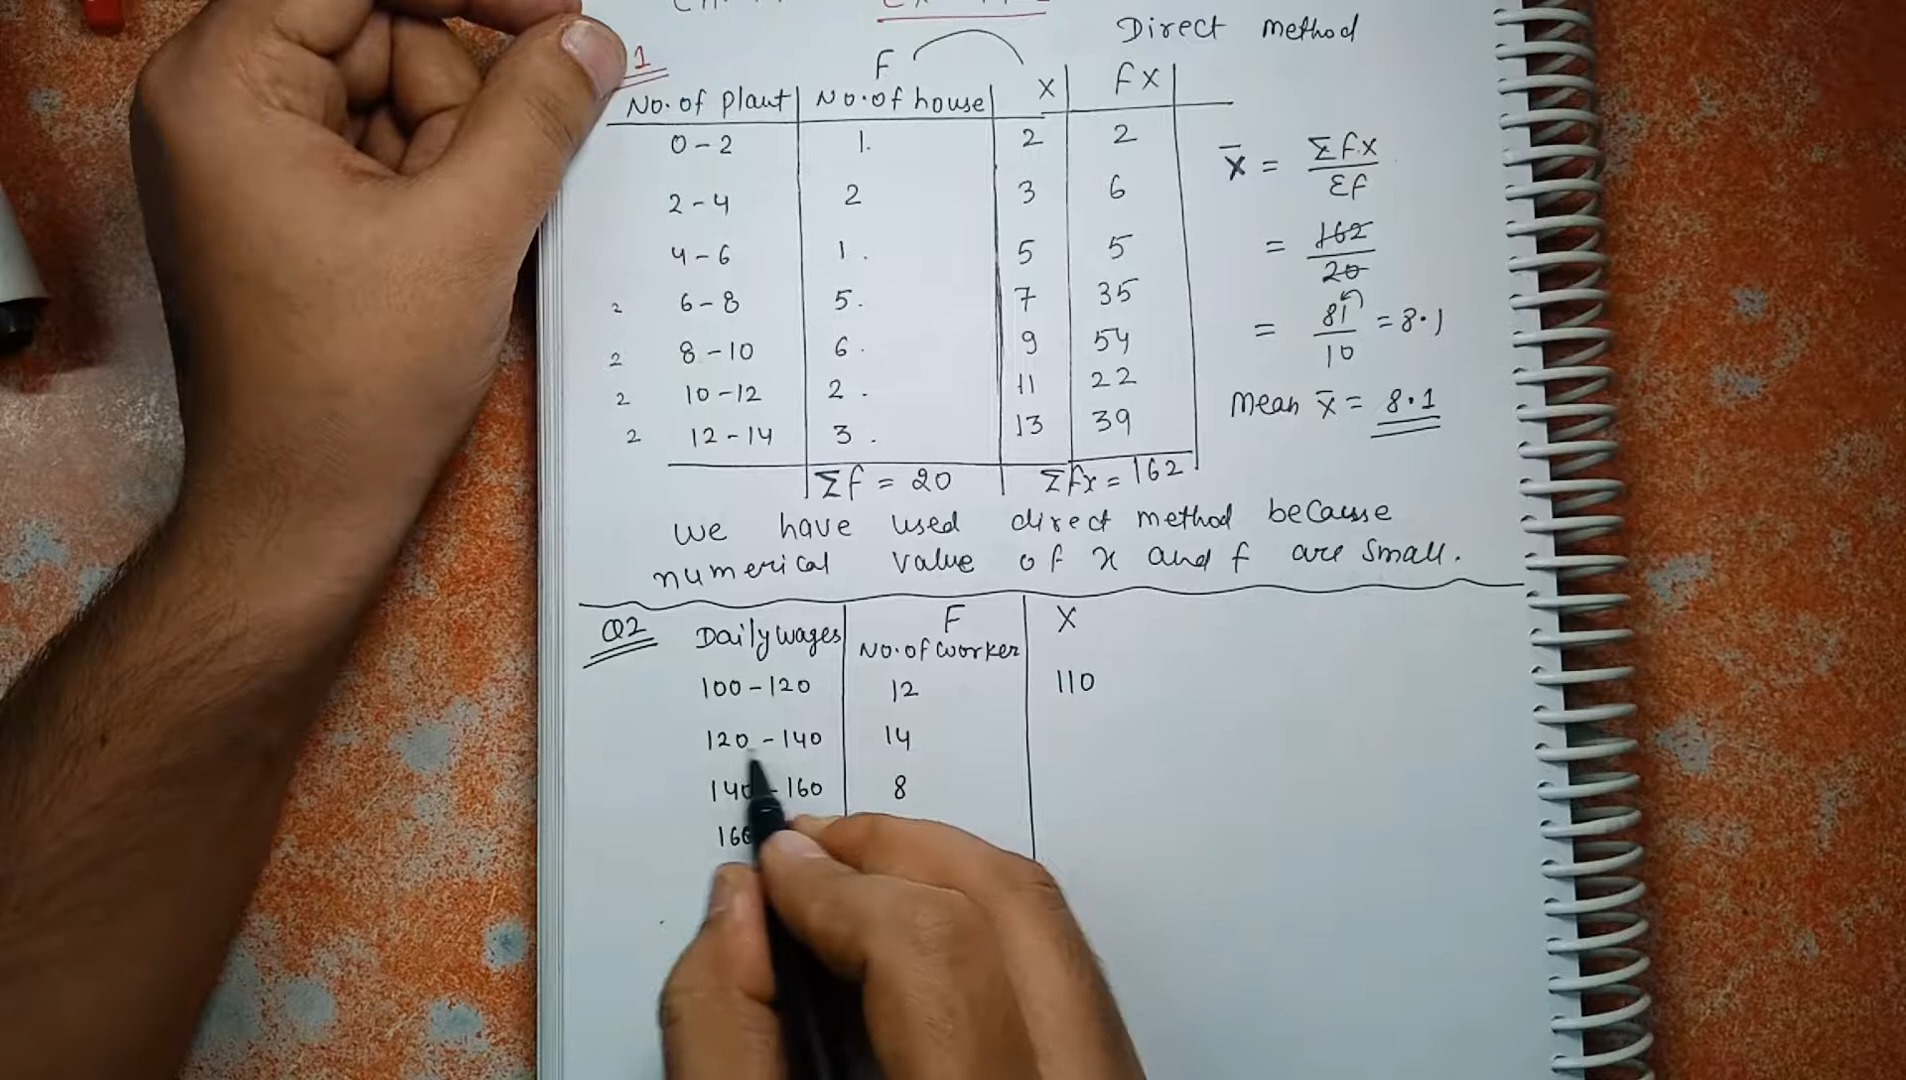 Direct method
1
F
No. of plant No. of house X FX
0-2 1. 2 2
2-4 2 3 6
4-6 1. 5 5
2 6-8 5. 7 35
2 8-10 6. 9 54
2 10-12 2. 11 22
2 12-14 3. 13 39
Σf = 20 Σfx = 162
X̄ = Σfx / Σf
= 162 / 20
= 81 / 10 = 8.1
Mean x̄ = 8.1
we have used direct method because
numerical value of x and f are small.
Q2 Daily wages F No. of worker X
100-120 12 110
120-140 14
140-160 8